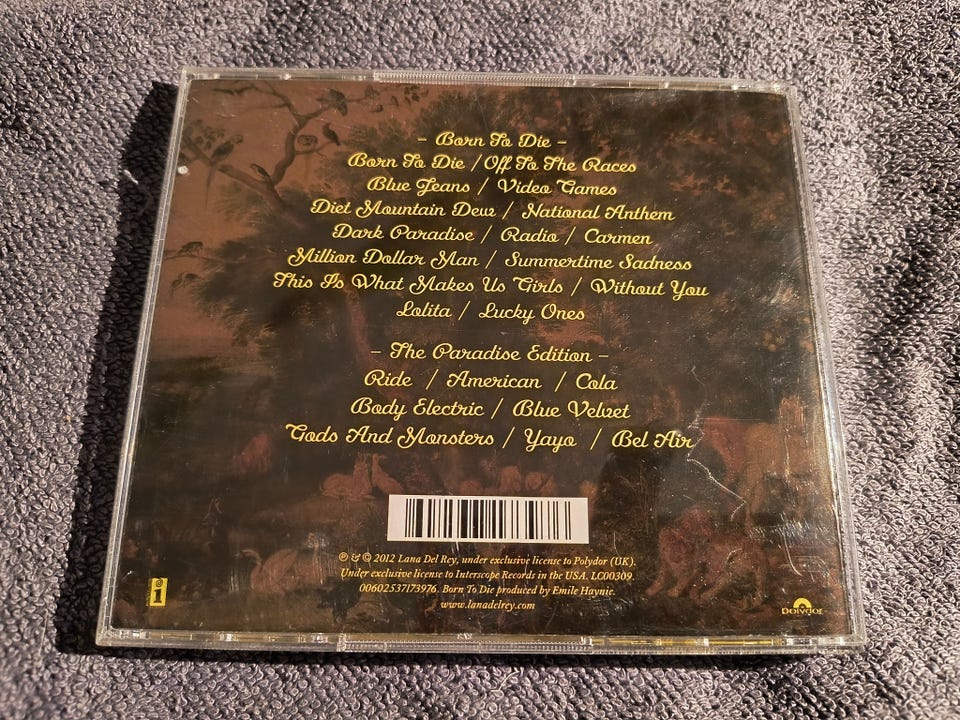 - Born To Die -
Born To Die / Off To The Races
Blue Jeans / Video Games
Diet Mountain Dew / National Anthem
Dark Paradise / Radio / Carmen
Million Dollar Man / Summertime Sadness
This Is What Makes Us Girls / Without You
Lolita / Lucky Ones
- The Paradise Edition -
Ride / American / Cola
Body Electric / Blue Velvet
Gods And Monsters / Yayo / Bel Air
℗ & © 2012 Lana Del Rey, under exclusive license to Polydor (UK).
Under exclusive license to Interscope Records in the USA. LC00309.
00602537173976. Born To Die produced by Emile Haynie.
www.lanadelrey.com
i
polydor